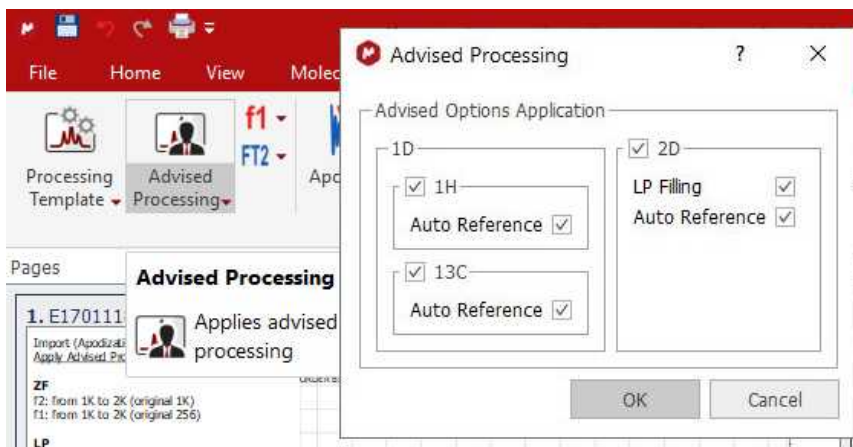 File Home View Molec
Processing Template
Advised Processing
f1
FT2
Apo
Pages
Advised Processing
Applies advised
processing
1. E170111
Import (Apodizati
Apply Advised Pro
ZF
f2: from 1K to 2K (original 1K)
f1: from 1K to 2K (original 256)
LP
Advised Processing ?
Advised Options Application
1D
1H
Auto Reference
13C
Auto Reference
2D
LP Filling
Auto Reference
OK Cancel